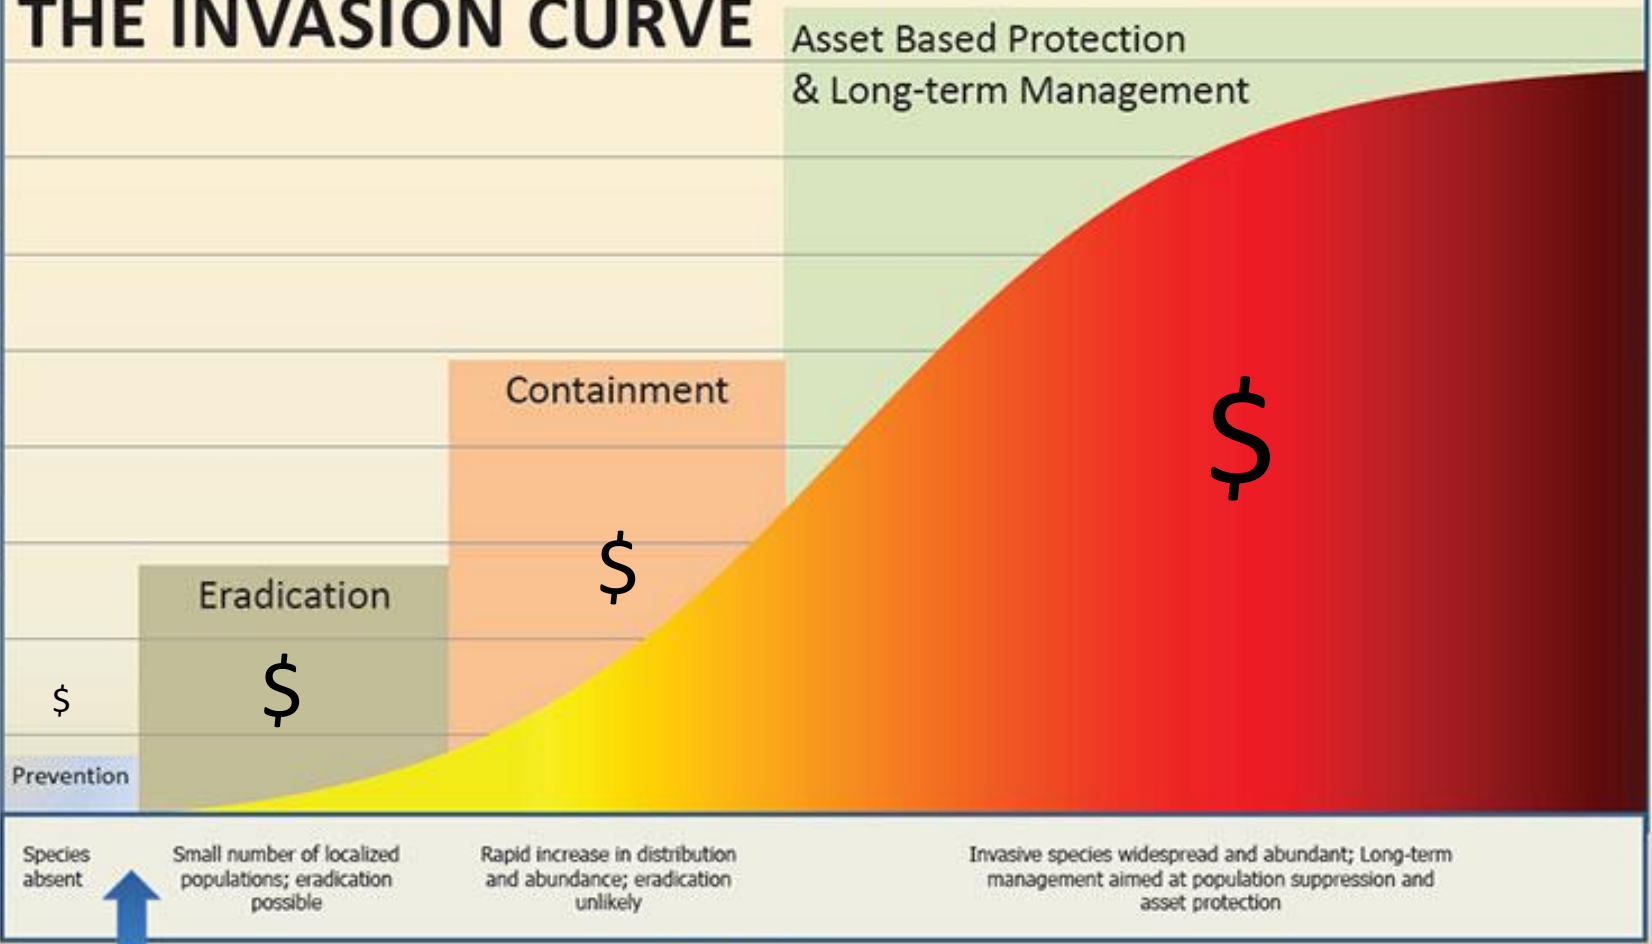 THE INVASION CURVE
Asset Based Protection
& Long-term Management
Containment
$
$
Eradication
$
$
Prevention
Species
absent
Small number of localized
populations; eradication
possible
Rapid increase in distribution
and abundance; eradication
unlikely
Invasive species widespread and abundant; Long-term
management aimed at population suppression and
asset protection